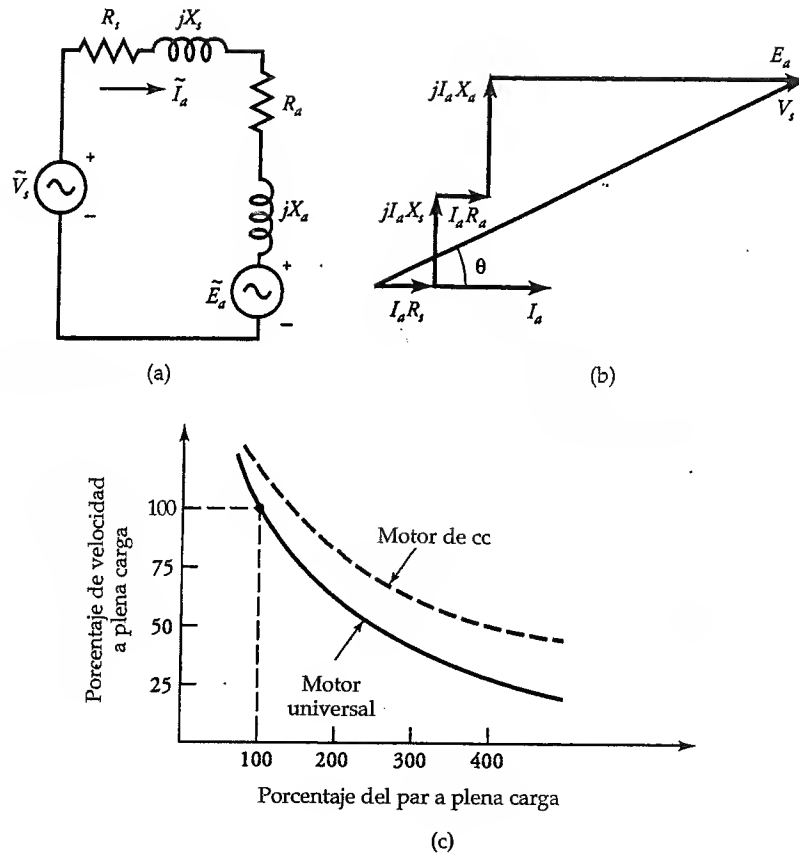 R_s
jX_s
Ĩ_a
R_a
+
Ṽ_s
−
jX_a
+
Ẽ_a
−
(a)
E_a
jI_aX_a
V_s
jI_aX_s
I_aR_a
θ
I_aR_s
I_a
(b)
Porcentaje de velocidad
a plena carga
100
75
50
25
Motor de cc
Motor
universal
100 200 300 400
Porcentaje del par a plena carga
(c)